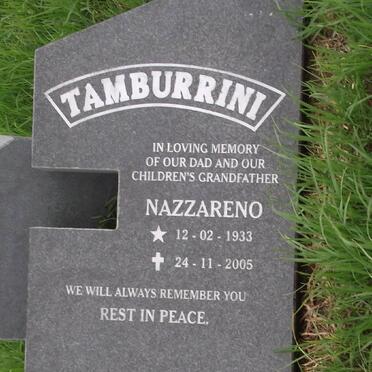 TAMBURRINI
IN LOVING MEMORY
OF OUR DAD AND OUR
CHILDREN'S GRANDFATHER
NAZZARENO
12 - 02 - 1933
24 - 11 - 2005
WE WILL ALWAYS REMEMBER YOU
REST IN PEACE.